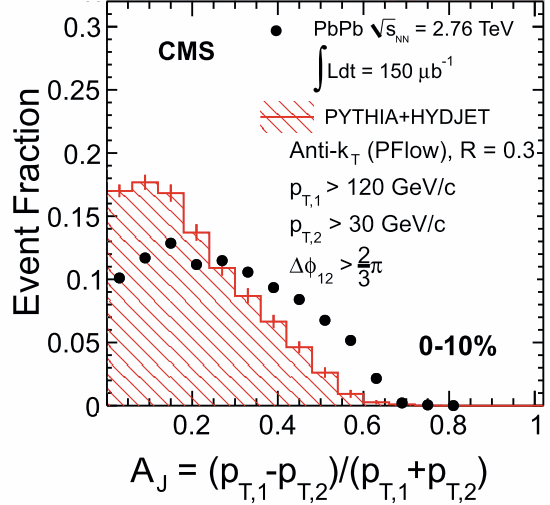 0.3
CMS
PbPb √sNN = 2.76 TeV
∫Ldt = 150 μb-1
0.25
PYTHIA+HYDJET
Anti-kT (PFlow), R = 0.3
0.2
pT,1 > 120 GeV/c
pT,2 > 30 GeV/c
0.15
Δϕ12 > 2/3π
0.1
0.05
0-10%
0
0.2 0.4 0.6 0.8 1
Event Fraction
AJ = (pT,1-pT,2)/(pT,1+pT,2)